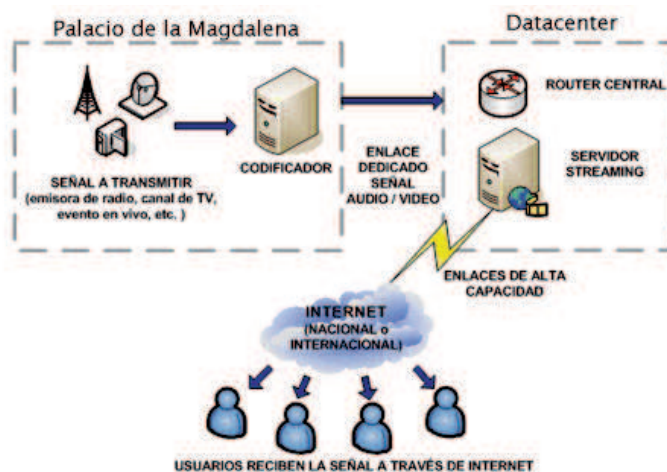 Palacio de la Magdalena
Datacenter
SEÑAL A TRANSMITIR
(emisora de radio, canal de TV,
evento en vivo, etc. )
CODIFICADOR
ENLACE
DEDICADO
SEÑAL
AUDIO / VIDEO
ROUTER CENTRAL
SERVIDOR
STREAMING
ENLACES DE ALTA
CAPACIDAD
INTERNET
(NACIONAL o
INTERNACIONAL)
USUARIOS RECIBEN LA SEÑAL A TRAVÉS DE INTERNET